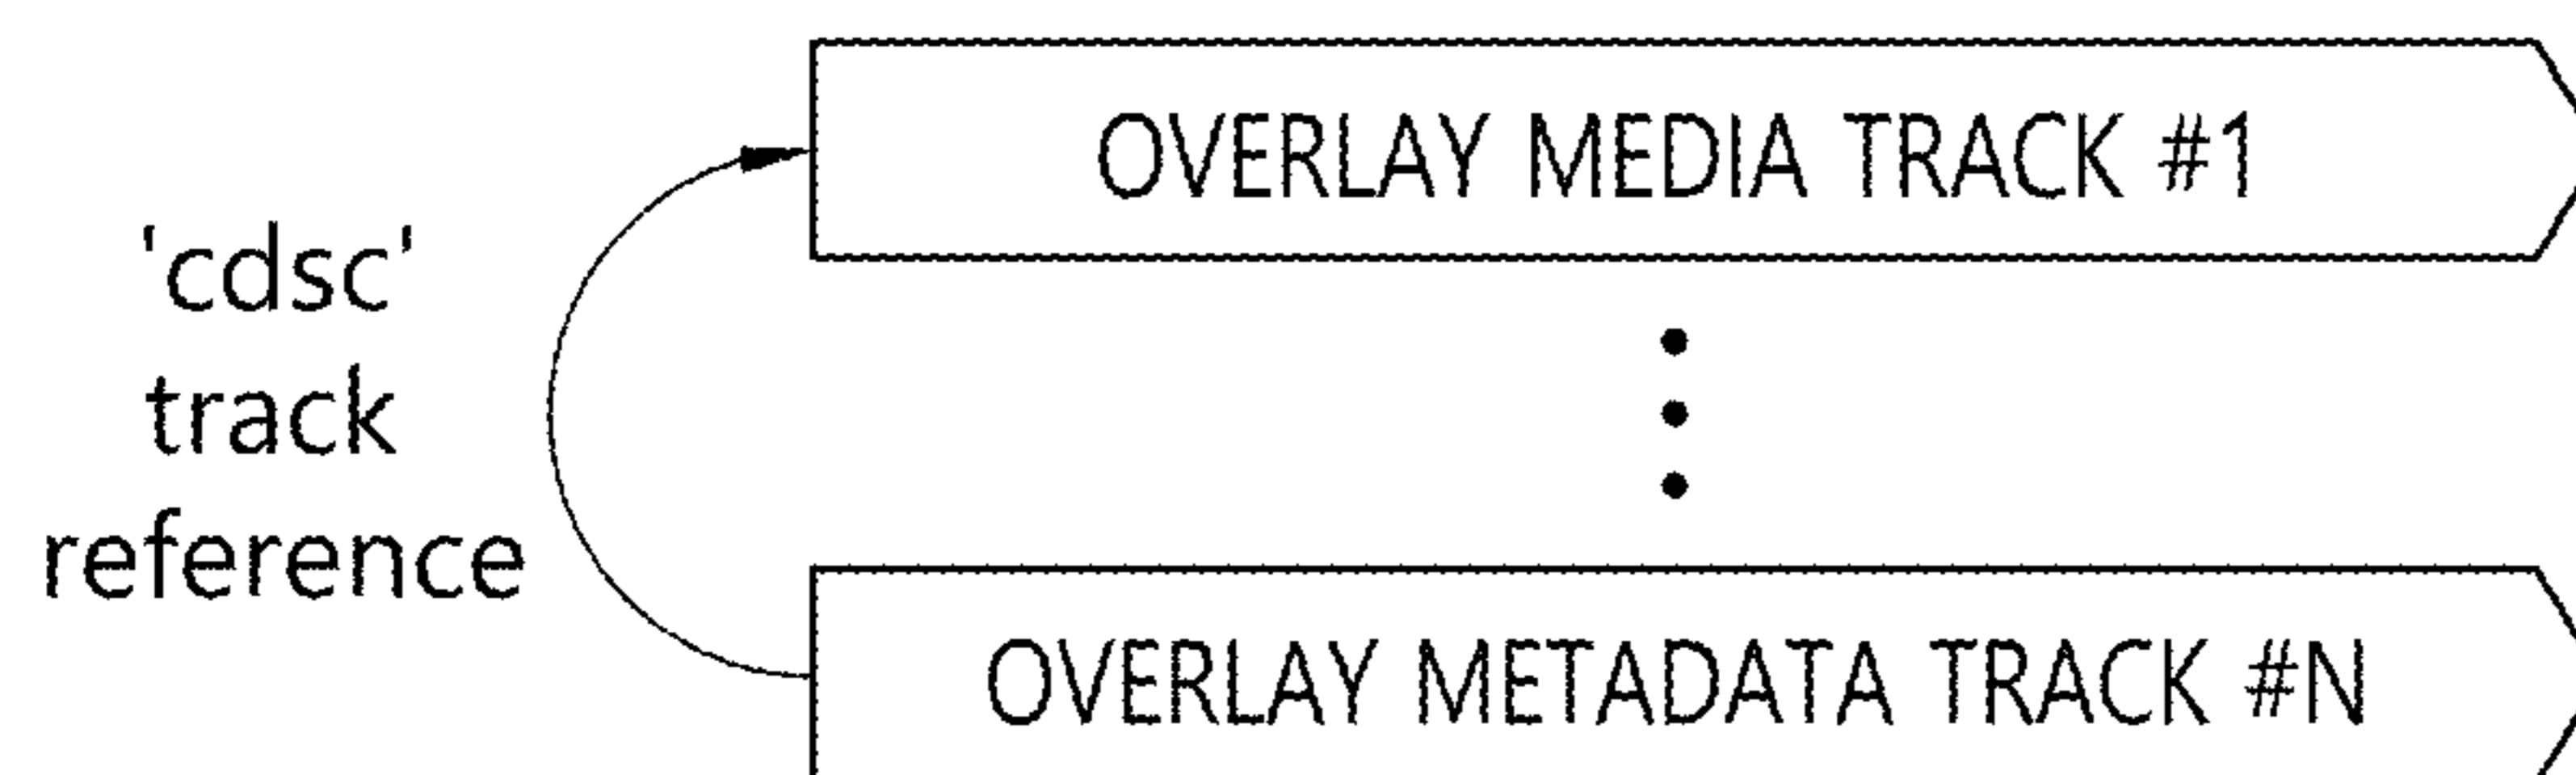 OVERLAY MEDIA TRACK #1
'cdsc'
track
reference
OVERLAY METADATA TRACK #N